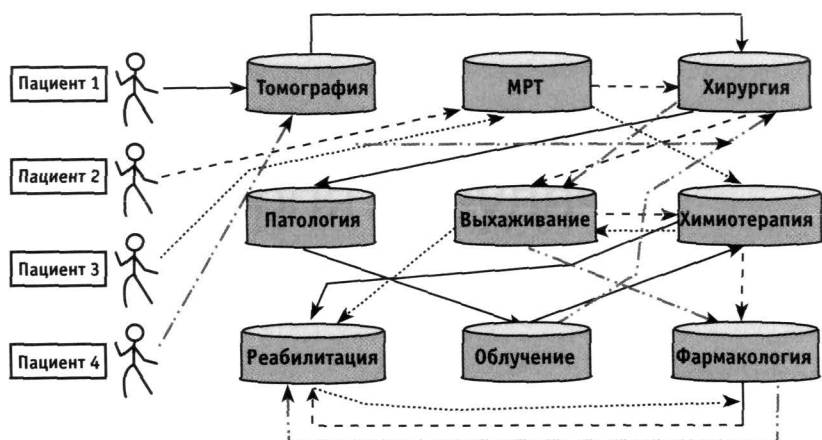 Пациент 1
Томография
МРТ
Хирургия
Пациент 2
Патология
Выхаживание
Химиотерапия
Пациент 3
Пациент 4
Реабилитация
Облучение
Фармакология